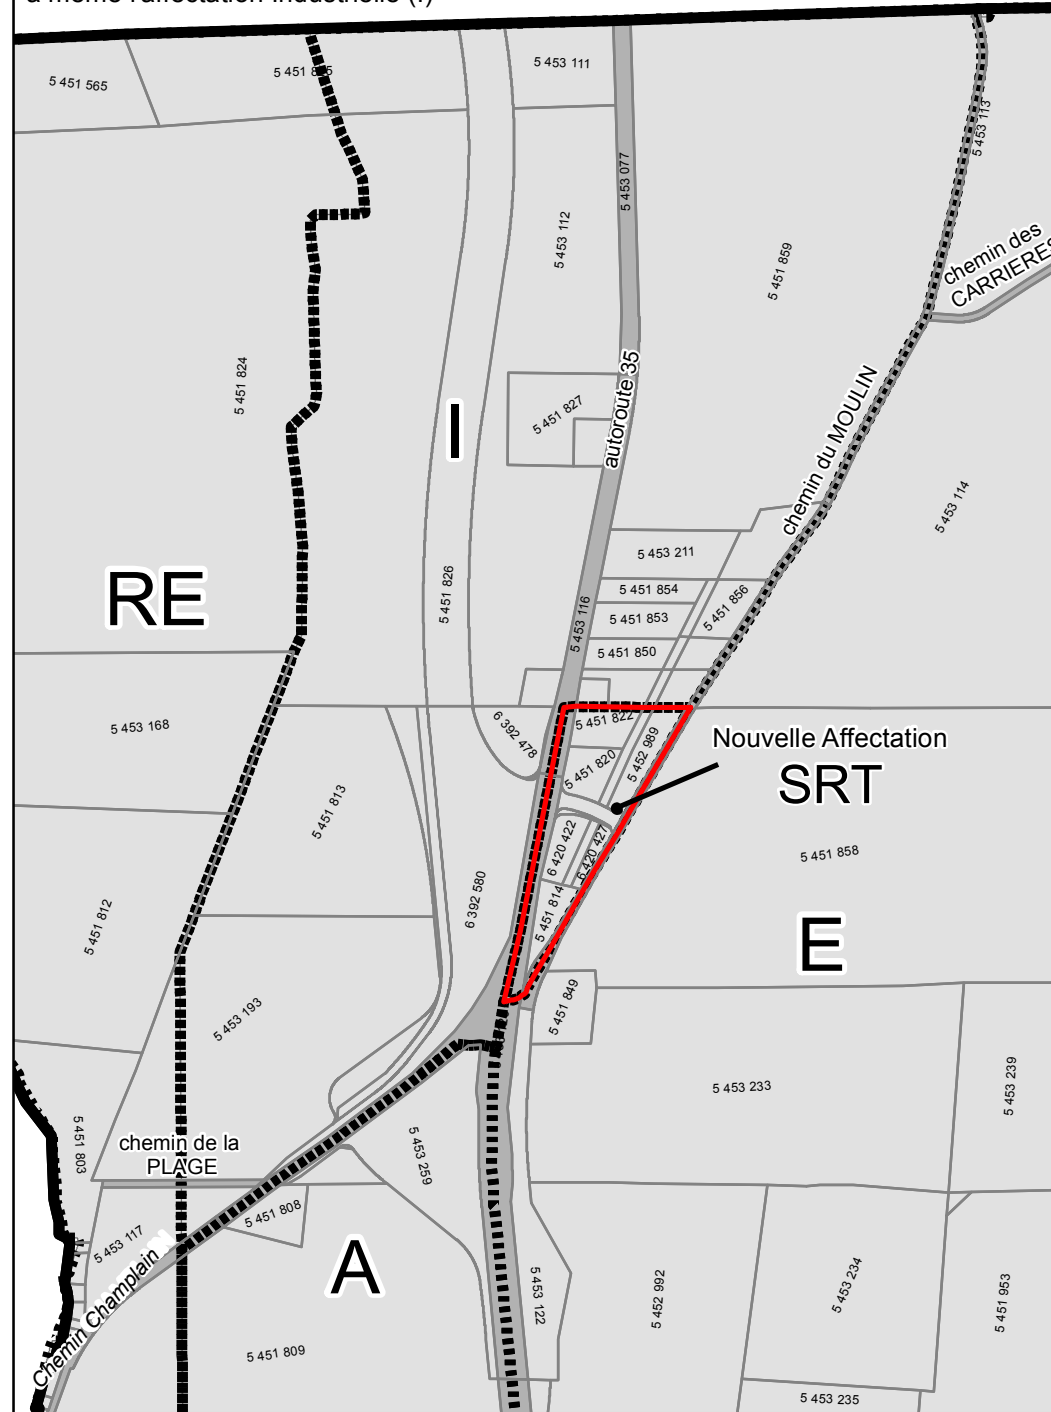 à même l'affectation Industrielle (I)
5 451 565
5 453 111
5 453 113
5 453 077
5 453 112
5 451 859
chemin des
CARRIERES
5 451 824
5 451 827
autoroute 35
I
chemin du MOULIN
5 453 114
5 453 211
RE
5 451 826
5 451 854
5 451 856
5 453 116
5 451 853
5 451 850
5 453 168
6 392 478
5 451 822
5 452 989
Nouvelle Affectation
SRT
5 451 820
5 451 813
6 420 422
6 420 427
5 451 858
5 451 812
6 392 580
5 451 814
E
5 453 193
5 451 849
5 453 233
5 453 239
5 451 803
chemin de la
PLAGE
5 453 259
5 451 808
5 453 117
Chemin Champlain
A
5 453 122
5 452 992
5 453 234
5 451 953
5 451 809
5 453 235